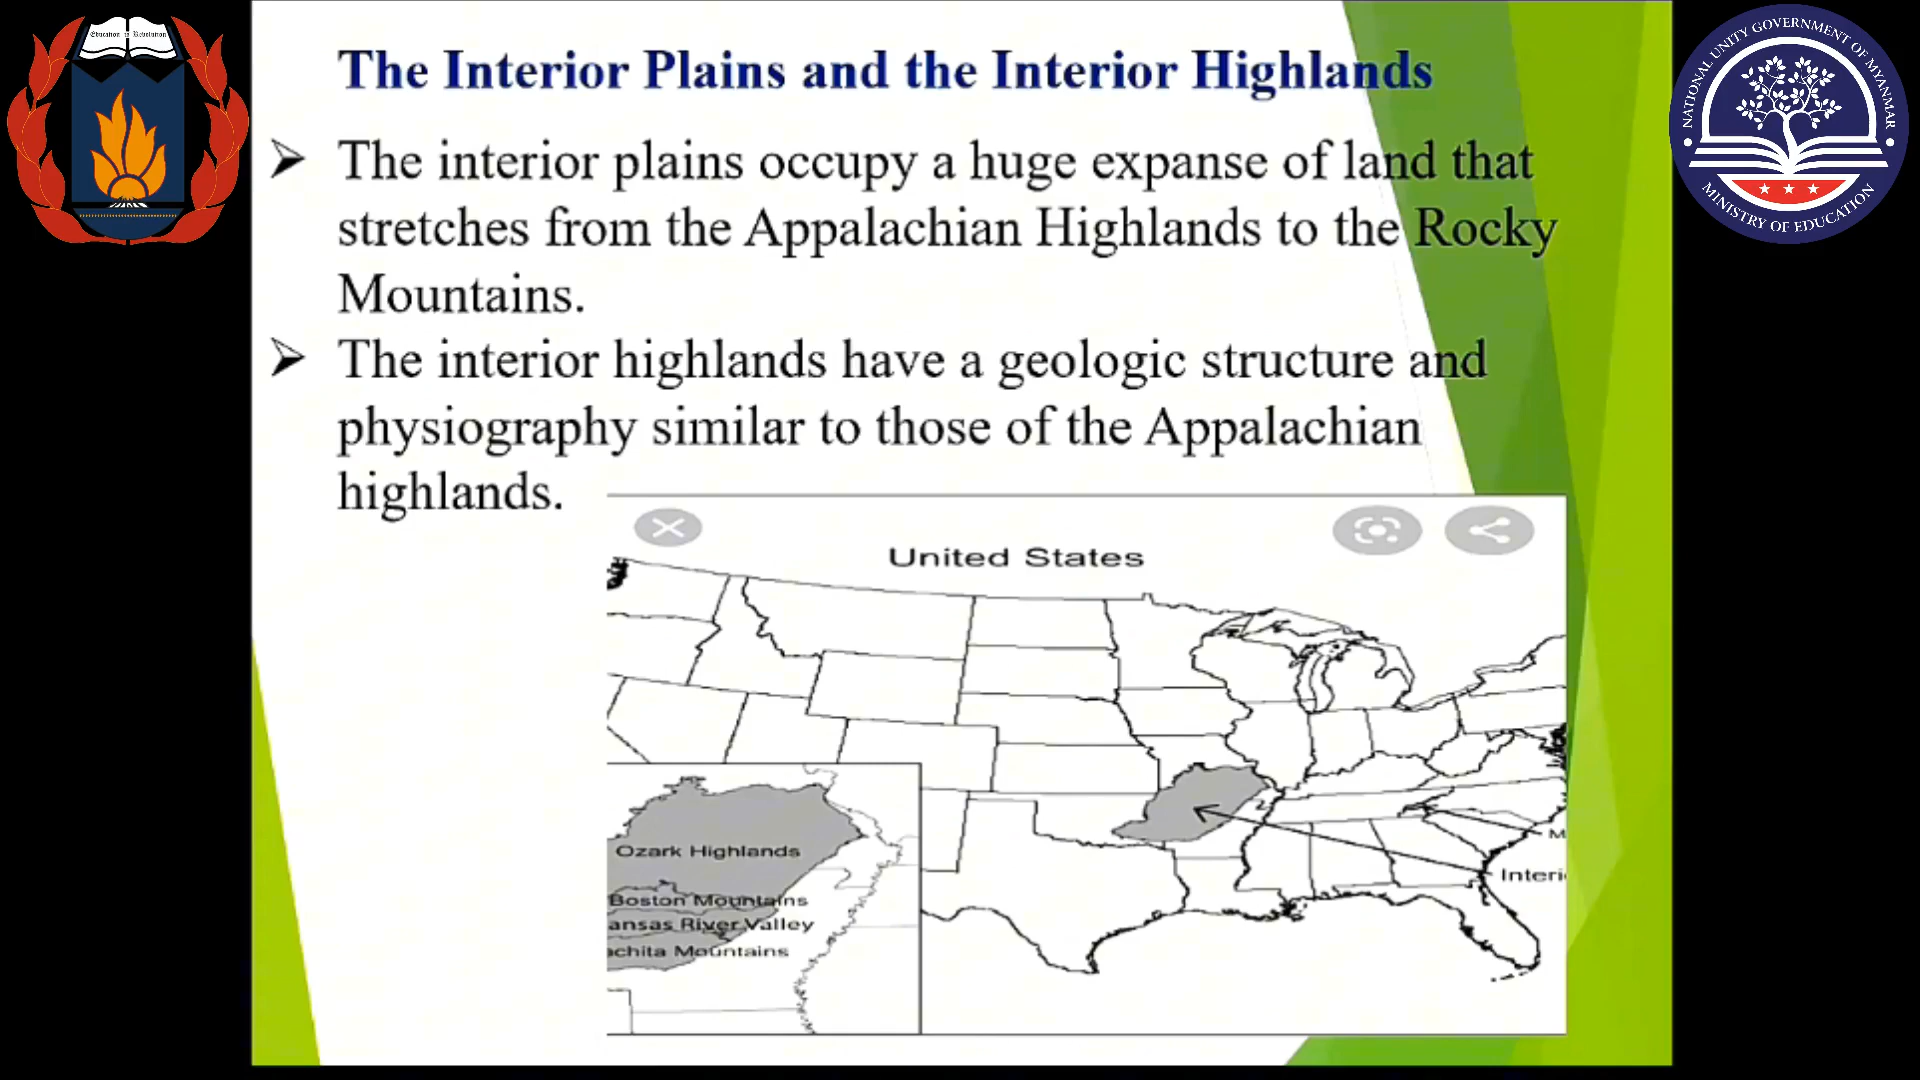 Education in Revolution
NATIONAL UNITY GOVERNMENT OF MYANMAR
MINISTRY OF EDUCATION
The Interior Plains and the Interior Highlands
The interior plains occupy a huge expanse of land that
stretches from the Appalachian Highlands to the Rocky
Mountains.
The interior highlands have a geologic structure and
physiography similar to those of the Appalachian
highlands.
United States
M
Interi
Ozark Highlands
Boston Mountains
ansas River Valley
achita Mountains